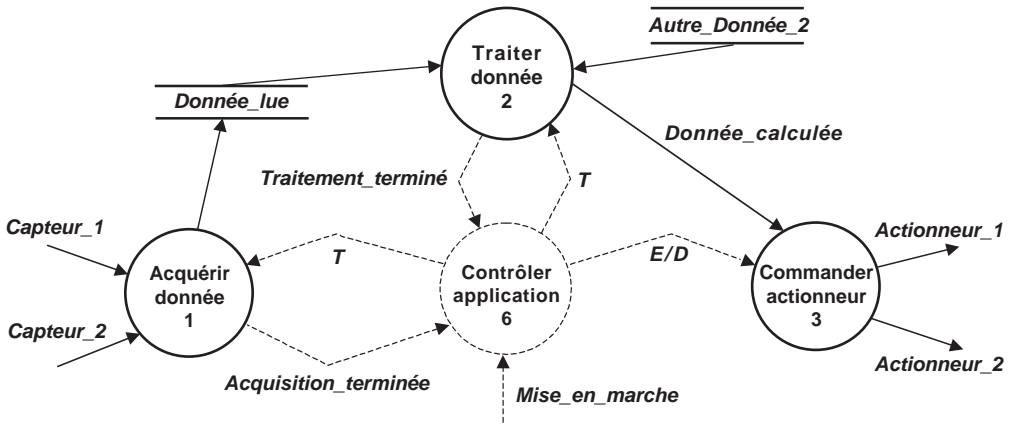 Autre_Donnée_2
Traiter
donnée
2
Donnée_lue
Donnée_calculée
Traitement_terminé
T
Capteur_1
Actionneur_1
T
E/D
Acquérir
donnée
1
Contrôler
application
6
Commander
actionneur
3
Capteur_2
Actionneur_2
Acquisition_terminée
Mise_en_marche